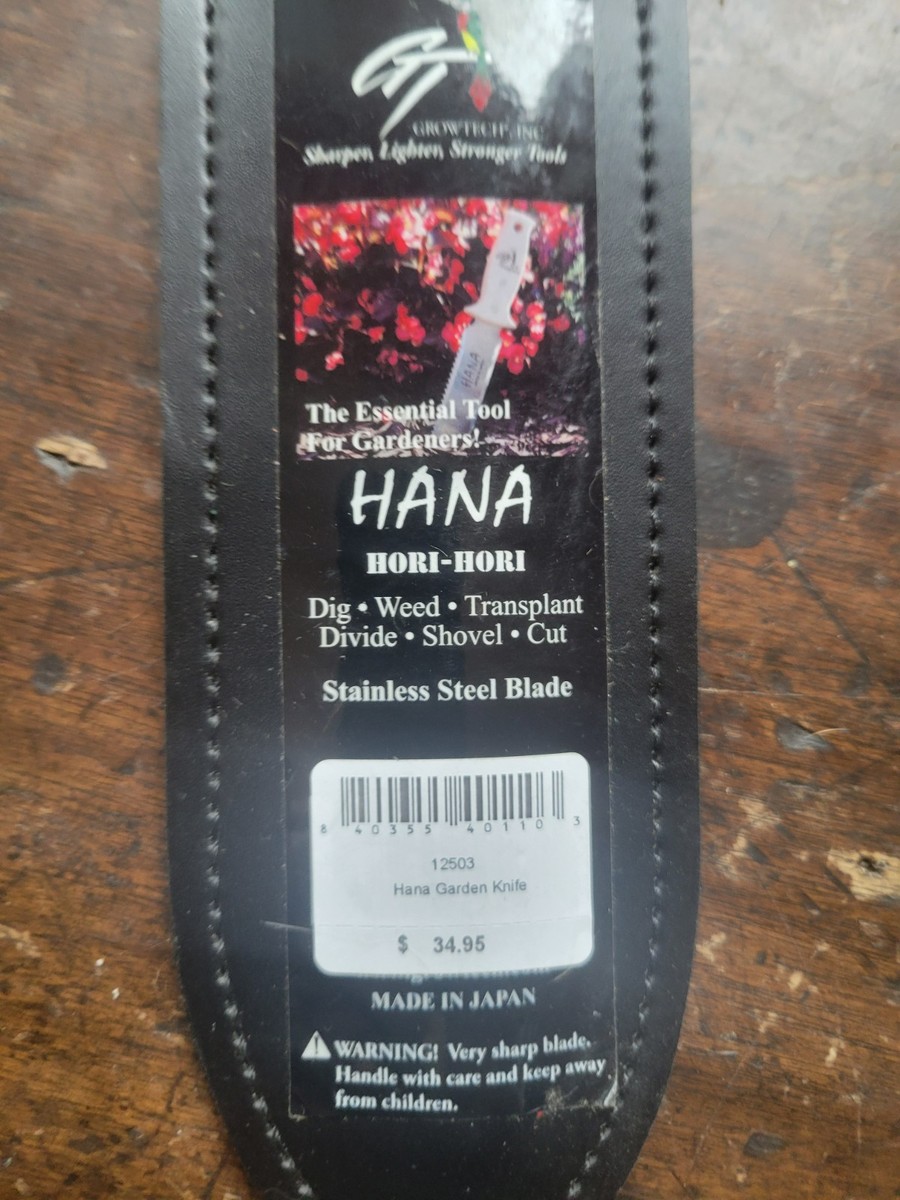 GT
GROWTECH, INC
Sharper, Lighter, Stronger Tools
HANA
The Essential Tool
For Gardeners!
HANA
HORI-HORI
Dig • Weed • Transplant
Divide • Shovel • Cut
Stainless Steel Blade
8 40355 40110 3
12503
Hana Garden Knife
$ 34.95
MADE IN JAPAN
WARNING! Very sharp blade.
Handle with care and keep away
from children.